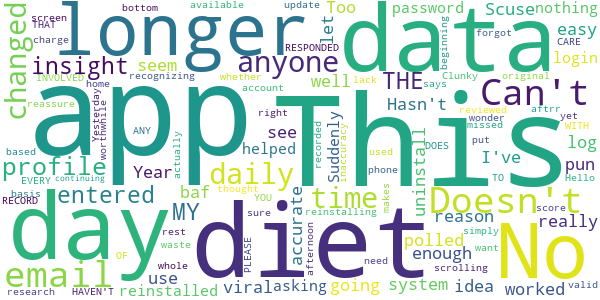 screen
THAT
charge
bottom
longer
available
update
Too
password
Scuse
nothing
RESPONDED
let
beginning
forgot
easy
CARE
login
changed
data
INVOLVED
home
insight
seem
recognizing
Yesterday
worthwhile
ANY
anyone
whether
account
lack
well
Clunky
says
original
THE
Can't
reassure
app
This
based
yet
profile
EVERY
continuing
actually
helped
Year
right
see
recorded
Suddenly
inaccuracy
Hasn't
used
reviewed
missed
aftrr
WITH
wonder
DOES
put
log
basis
RECORD
daily
thought
YOU
phone
I've
TO
pun
Hello
entered
MY
baf
sure
accurate
time
reinstalling
uninstall
makes
Doesn't
score
reason
really
simply
day
diet
No
OF
rest
waste
PLEASE
afternoon
polled
enough
want
scrolling
email
use
whole
viral
asking
need
going
system
idea
worked
valid
research
HAVEN'T
reinstalled